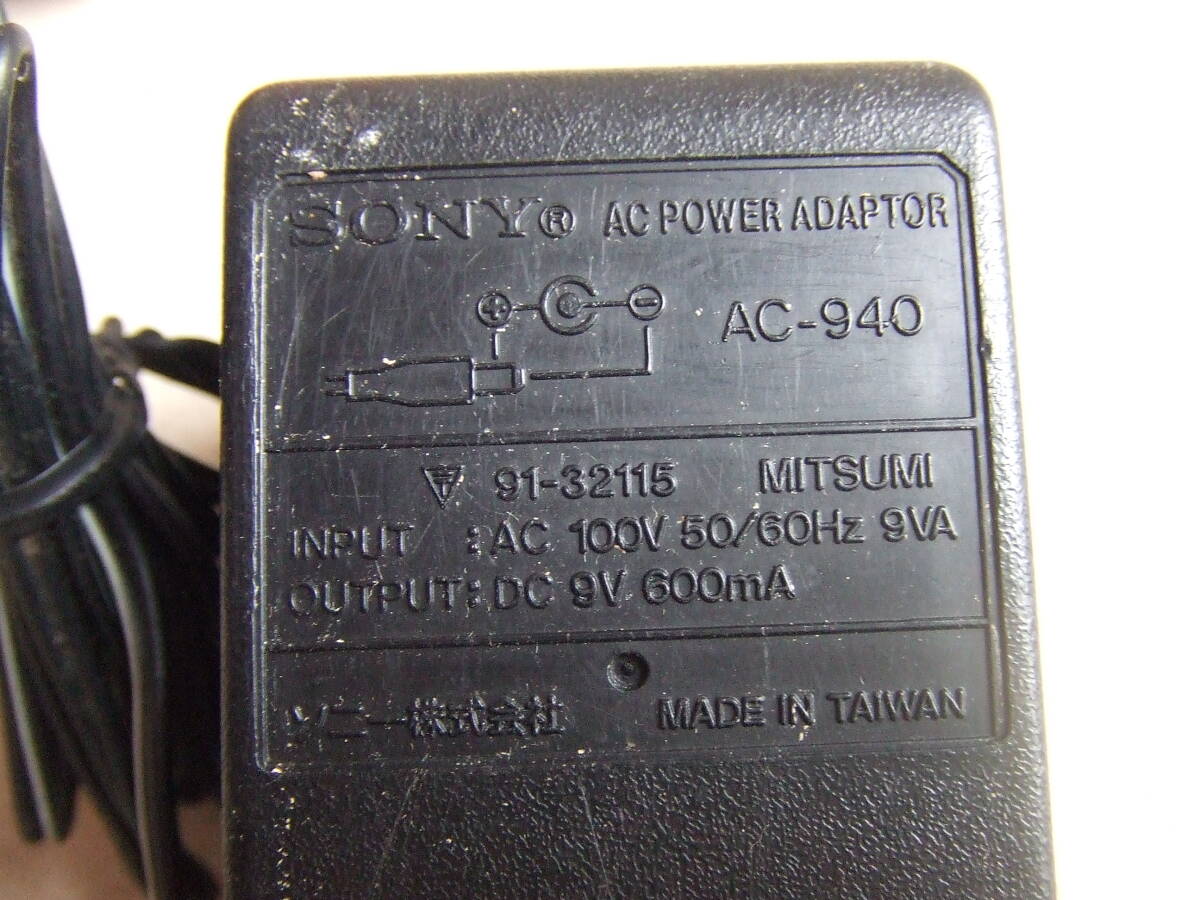 SONY® AC POWER ADAPTOR
AC-940
91-32115 MITSUMI
INPUT : AC 100V 50/60Hz 9VA
OUTPUT : DC 9V 600mA
ソニー株式会社 MADE IN TAIWAN